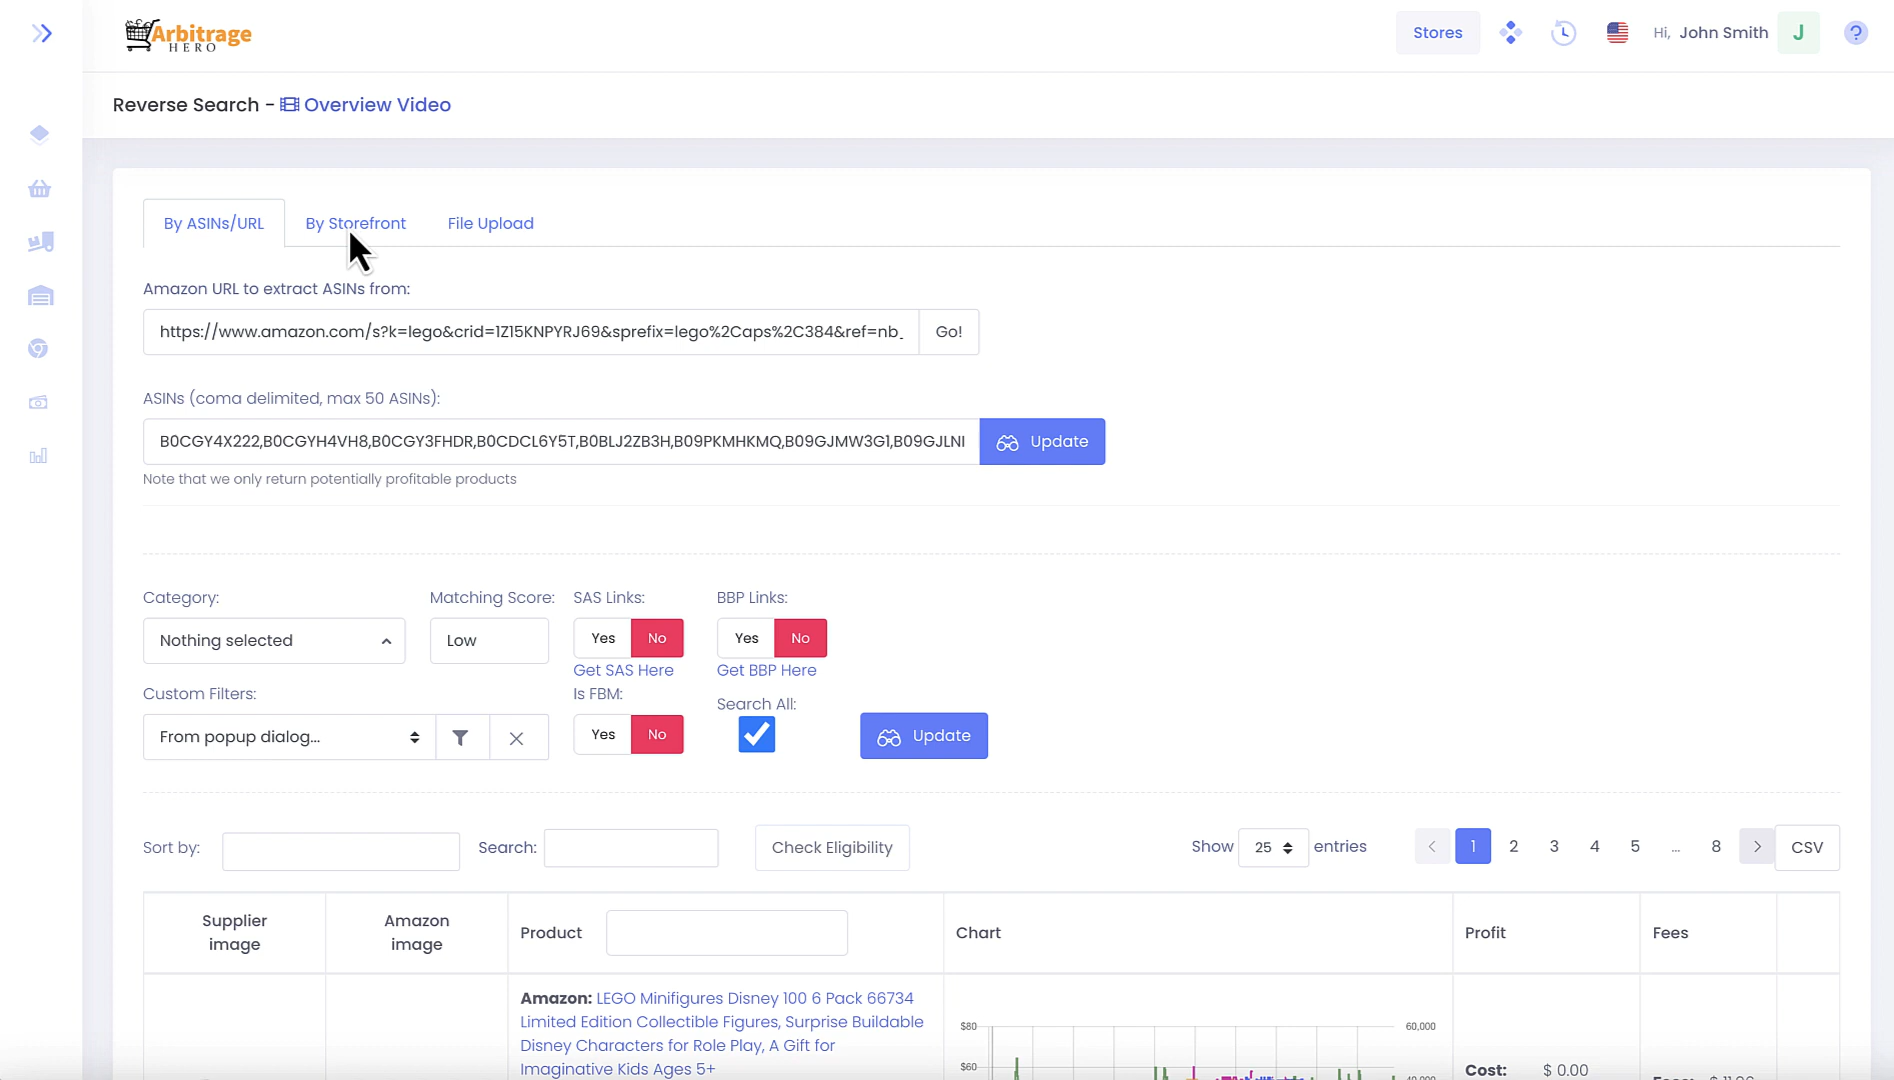 Arbitrage
HERO
Stores
Hi, John Smith J ?
Reverse Search - Overview Video
By ASINs/URL By Storefront File Upload
Amazon URL to extract ASINs from:
https://www.amazon.com/s?k=lego&crid=1Z15KNPYRJ69&sprefix=lego%2Caps%2C384&ref=nb_ Go!
ASINs (coma delimited, max 50 ASINs):
B0CGY4X222,B0CGYH4VH8,B0CGY3FHDR,B0CDCL6Y5T,B0BLJ2ZB3H,B09PKMHKMQ,B09GJMW3G1,B09GJLNI Update
Note that we only return potentially profitable products
Category: Matching Score: SAS Links: BBP Links:
Nothing selected Low Yes No Yes No
Get SAS Here Get BBP Here
Custom Filters: Is FBM: Search All:
From popup dialog... Yes No Update
Sort by: Search: Check Eligibility Show 25 entries 1 2 3 4 5 ... 8 CSV
Supplier image Amazon image Product Chart Profit Fees
Amazon: LEGO Minifigures Disney 100 6 Pack 66734
Limited Edition Collectible Figures, Surprise Buildable
Disney Characters for Role Play, A Gift for
Imaginative Kids Ages 5+
$80 60,000
$60
Cost: $ 0.00